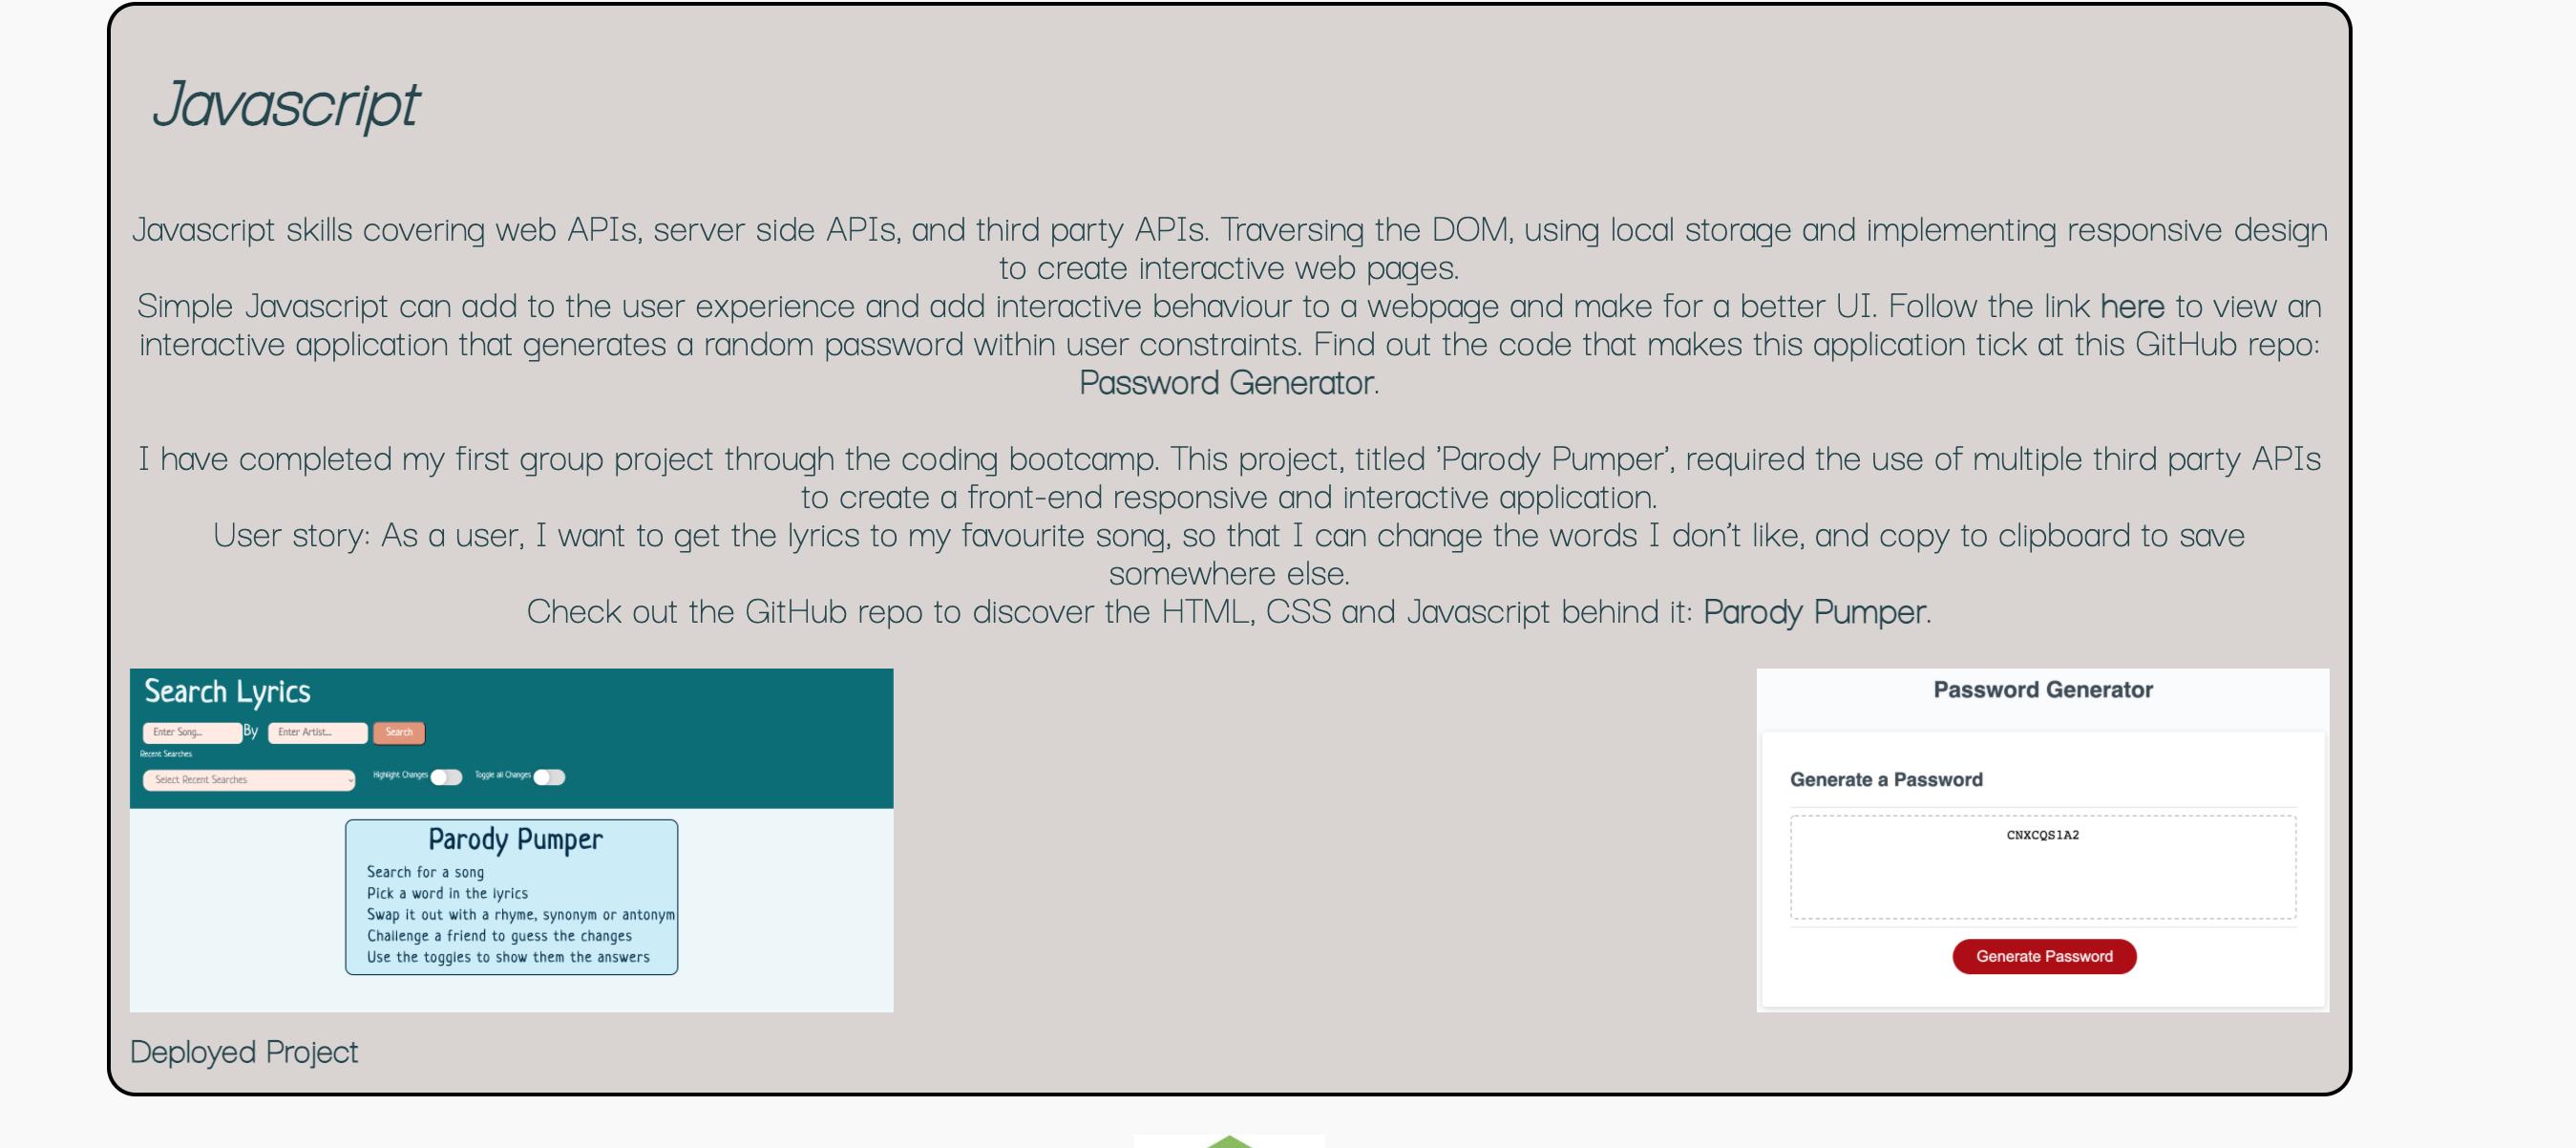 Javascript
Javascript skills covering web APIs, server side APIs, and third party APIs. Traversing the DOM, using local storage and implementing responsive design
to create interactive web pages.
Simple Javascript can add to the user experience and add interactive behaviour to a webpage and make for a better UI. Follow the link here to view an
interactive application that generates a random password within user constraints. Find out the code that makes this application tick at this GitHub repo:
Password Generator.
I have completed my first group project through the coding bootcamp. This project, titled 'Parody Pumper', required the use of multiple third party APIs
to create a front-end responsive and interactive application.
User story: As a user, I want to get the lyrics to my favourite song, so that I can change the words I don't like, and copy to clipboard to save
somewhere else.
Check out the GitHub repo to discover the HTML, CSS and Javascript behind it: Parody Pumper.
Search Lyrics
Enter Song... By Enter Artist... Search
Recent Searches
Select Recent Searches Highlight Changes Toggle all Changes
Parody Pumper
Search for a song
Pick a word in the lyrics
Swap it out with a rhyme, synonym or antonym
Challenge a friend to guess the changes
Use the toggles to show them the answers
Password Generator
Generate a Password
CNXCQS1A2
Generate Password
Deployed Project